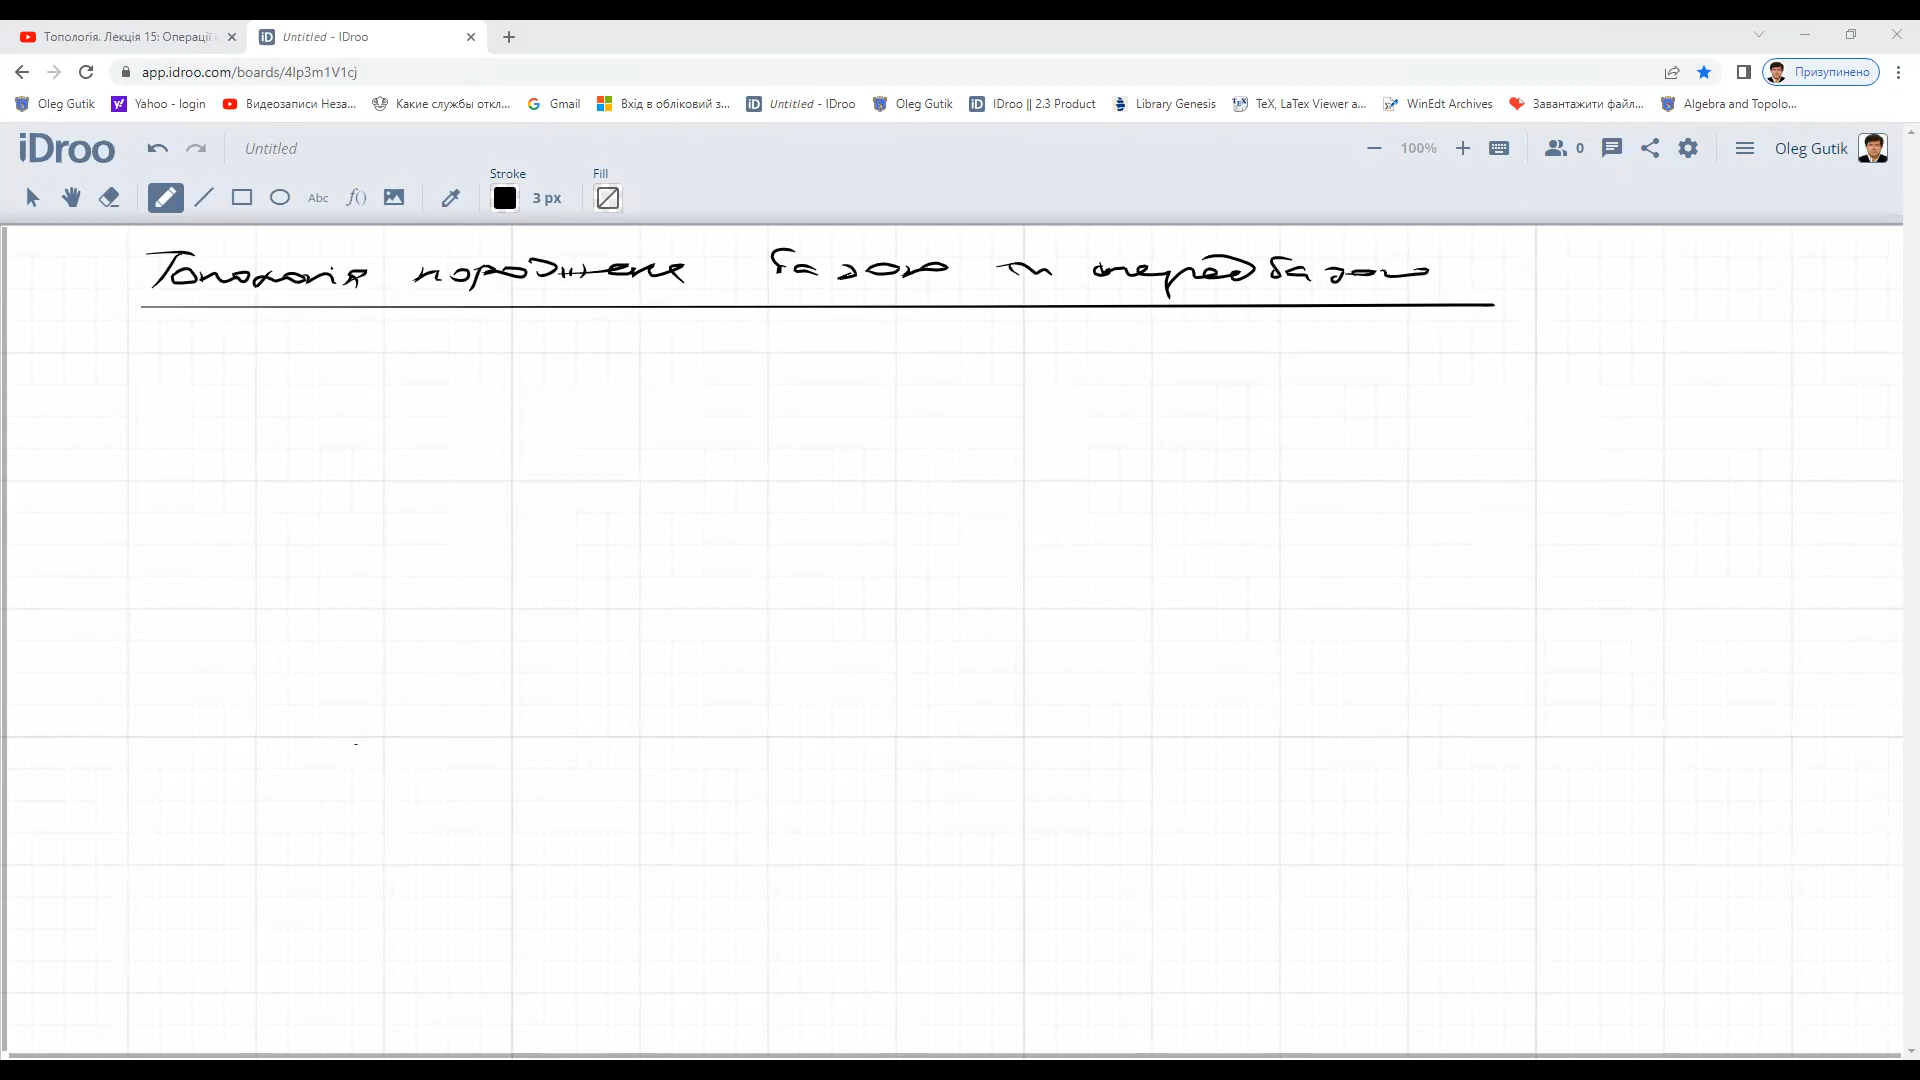 Топологія. Лекція 15: Операції
Untitled - IDroo
app.idroo.com/boards/4lp3m1V1cj
Призупинено
Oleg Gutik Yahoo - login Видеозаписи Неза... Какие службы откл... Gmail Вхід в обліковий з... Untitled - IDroo Oleg Gutik IDroo || 2.3 Product Library Genesis TeX, LaTex Viewer a... WinEdt Archives Завантажити файл... Algebra and Topolo...
iDroo Untitled 100% 0 Oleg Gutik
Stroke Fill
Abc f() 3 px
Топологія породжена базою та передбазою